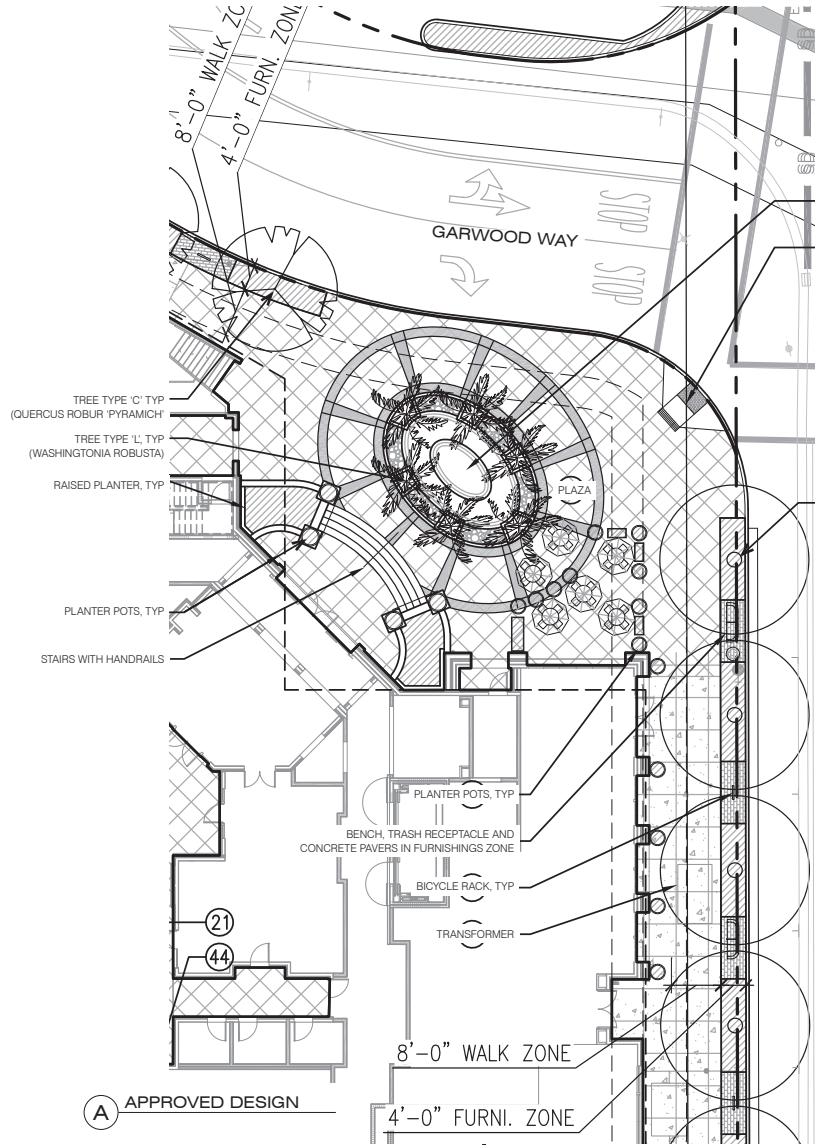 8'-0" WALK ZO
4'-0" FURN. ZONE
STOP
GARWOOD WAY
STOP
TREE TYPE 'C' TYP
(QUERCUS ROBUR 'PYRAMICH'
TREE TYPE 'L', TYP
(WASHINGTONIA ROBUSTA)
RAISED PLANTER, TYP
PLAZA
PLANTER POTS, TYP
STAIRS WITH HANDRAILS
PLANTER POTS, TYP
BENCH, TRASH RECEPTACLE AND
CONCRETE PAVERS IN FURNISHINGS ZONE
BICYCLE RACK, TYP
21
TRANSFORMER
44
8'-0" WALK ZONE
A APPROVED DESIGN
4'-0" FURNI. ZONE